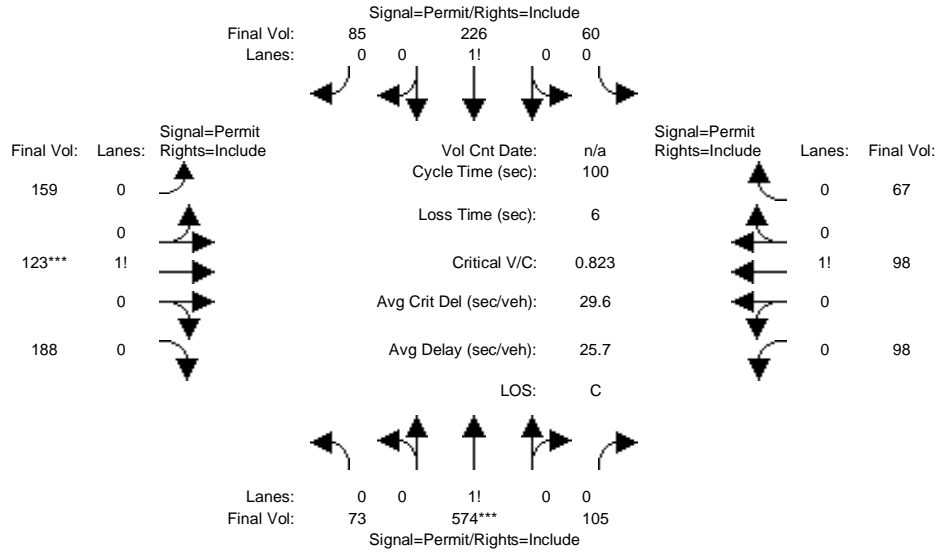 Signal=Permit/Rights=Include
Final Vol: 85 226 60
Lanes: 0 0 1! 0 0
Signal=Permit Signal=Permit
Final Vol: Lanes: Rights=Include Vol Cnt Date: n/a Rights=Include Lanes: Final Vol:
Cycle Time (sec): 100
159 0 0 67
Loss Time (sec): 6
0 0
123*** 1! Critical V/C: 0.823 1! 98
0 Avg Crit Del (sec/veh): 29.6 0
188 0 Avg Delay (sec/veh): 25.7 0 98
LOS: C
Lanes: 0 0 1! 0 0
Final Vol: 73 574*** 105
Signal=Permit/Rights=Include